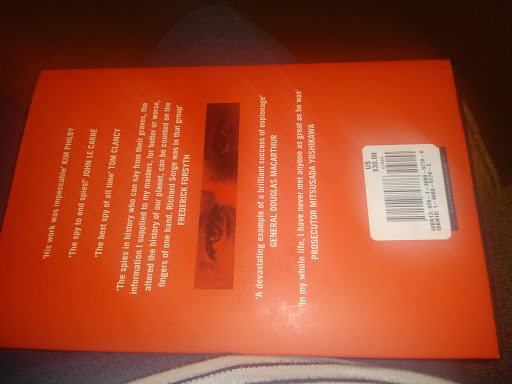 'His work was impeccable' KIM PHILBY
'The spy to end spies!' JOHN LE CARRÉ
'The best spy of all time' TOM CLANCY
'The spies in history who can say from their graves, the
information I supplied to my masters, for better or worse,
altered the history of our planet, can be counted on the
fingers of one hand. Richard Sorge was in that group'
FREDERICK FORSYTH
'A devastating example of a brilliant success of espionage'
GENERAL DOUGLAS MACARTHUR
'In my whole life, I have never met anyone as great as he was'
PROSECUTOR MITSUSADA YOSHIKAWA
US
$30.00